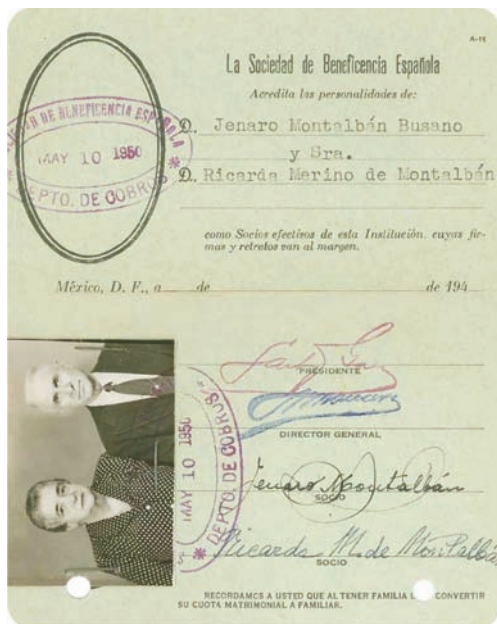 A-15
La Sociedad de Beneficencia Española
Acredita las personalidades de:
D. Jenaro Montalbán Busano
y Sra.
D. Ricarda Merino de Montalbán
como Socios efectivos de esta Institución, cuyas fir-
mas y retratos van al margen.
México, D. F., a de de 194
DE BENEFICENCIA
MAY 10 1950
DEPTO. DE COBROS
PRESIDENTE
DIRECTOR GENERAL
Jenaro Montalbán
SOCIO
Ricarda M. de Montalbán
SOCIO
MAY 10 1950
DEPTO. DE COBROS
RECORDAMOS A USTED QUE AL TENER FAMILIA CONVERTIR
SU CUOTA MATRIMONIAL A FAMILIAR.